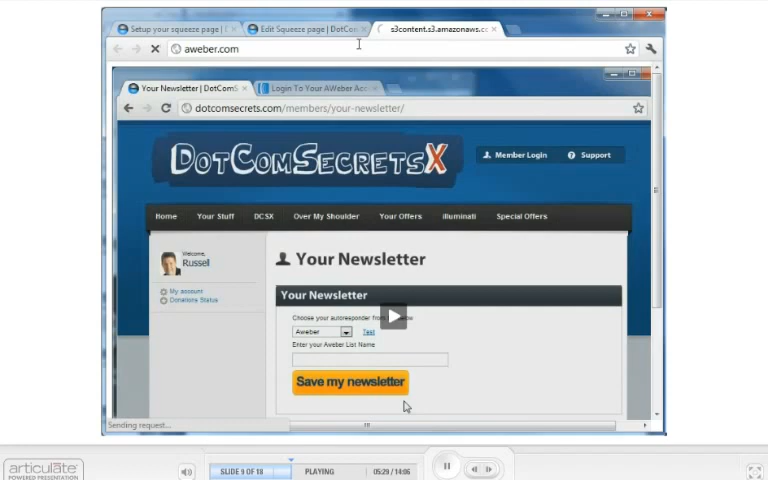 Setup your squeeze page | [
Edit Squeeze page | DotCon
s3content.s3.amazonaws.cc
aweber.com
Your Newsletter | DotComS
Login To Your AWeber Acc
dotcomsecrets.com/members/your-newsletter/
DOTCOMSECRETSX
Member Login
Support
Home
Your Stuff
DCSX
Over My Shoulder
Your Offers
illuminati
Special Offers
Welcome,
Russell
My account
Donations Status
Your Newsletter
Your Newsletter
Choose your autoresponder from
Aweber
Test
Enter your Aweber List Name
Save my newsletter
Sending request...
articulate
POWERED PRESENTATION
SLIDE 9 OF 18
PLAYING
05:29 / 14:06